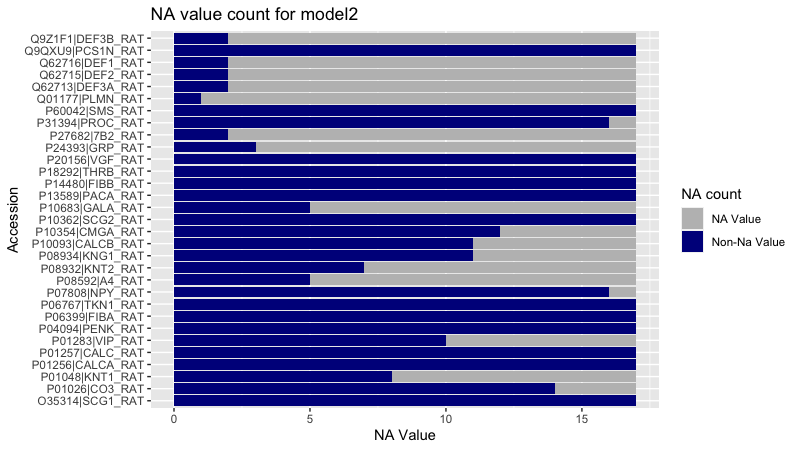 NA value count for model2
Accession
Q9Z1F1|DEF3B_RAT
Q9QXU9|PCS1N_RAT
Q62716|DEF1_RAT
Q62715|DEF2_RAT
Q62713|DEF3A_RAT
Q01177|PLMN_RAT
P60042|SMS_RAT
P31394|PROC_RAT
P27682|7B2_RAT
P24393|GRP_RAT
P20156|VGF_RAT
P18292|THRB_RAT
P14480|FIBB_RAT
P13589|PACA_RAT
P10683|GALA_RAT
P10362|SCG2_RAT
P10354|CMGA_RAT
P10093|CALCB_RAT
P08934|KNG1_RAT
P08932|KNT2_RAT
P08592|A4_RAT
P07808|NPY_RAT
P06767|TKN1_RAT
P06399|FIBA_RAT
P04094|PENK_RAT
P01283|VIP_RAT
P01257|CALC_RAT
P01256|CALCA_RAT
P01048|KNT1_RAT
P01026|CO3_RAT
O35314|SCG1_RAT
0 5 10 15
NA Value
NA count
NA Value
Non-Na Value